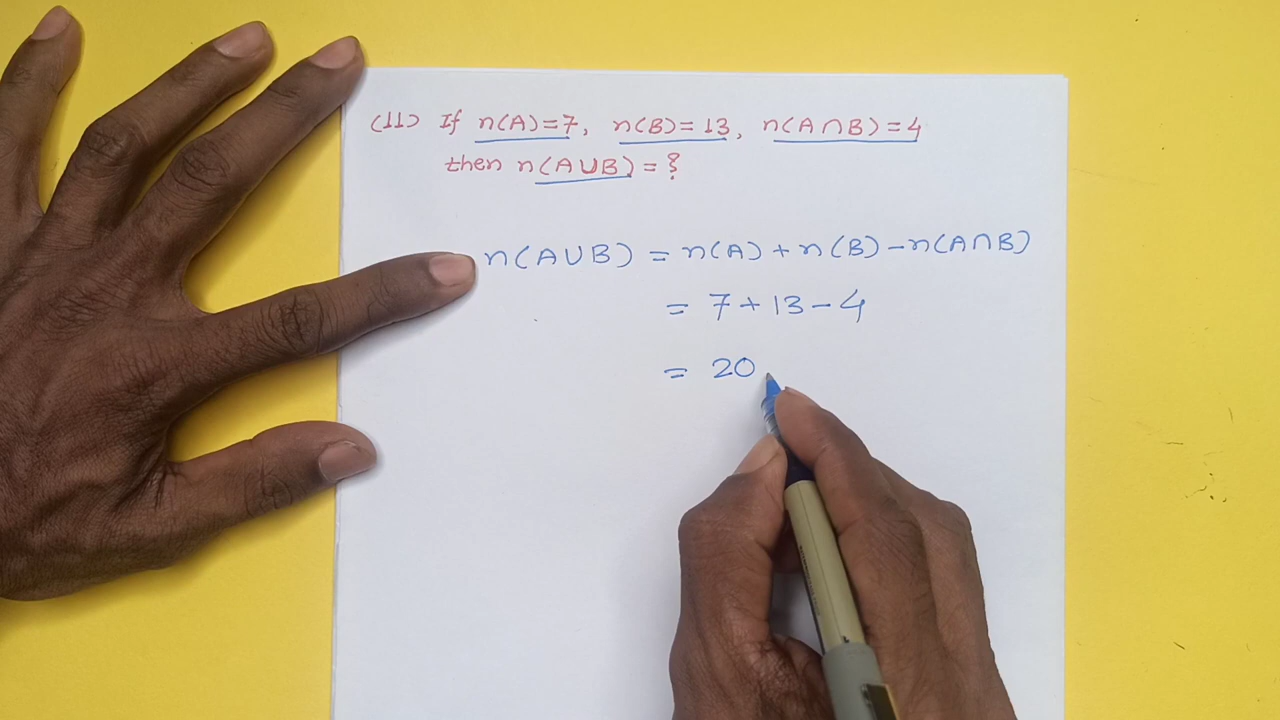 (11) If n(A)=7, n(B)=13, n(A∩B)=4
then n(A∪B)=?
n(A∪B) = n(A)+n(B)-n(A∩B)
= 7+13-4
= 20